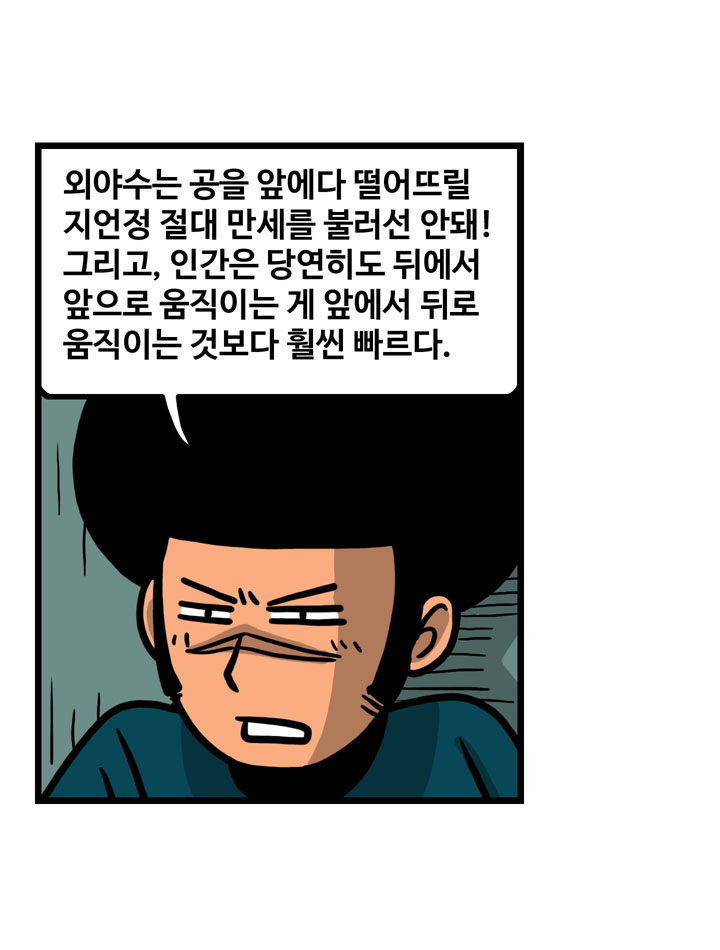 외야수는 공을 앞에다 떨어뜨릴
지언정 절대 만세를 불러선 안돼!
그리고, 인간은 당연히도 뒤에서
앞으로 움직이는 게 앞에서 뒤로
움직이는 것보다 훨씬 빠르다.